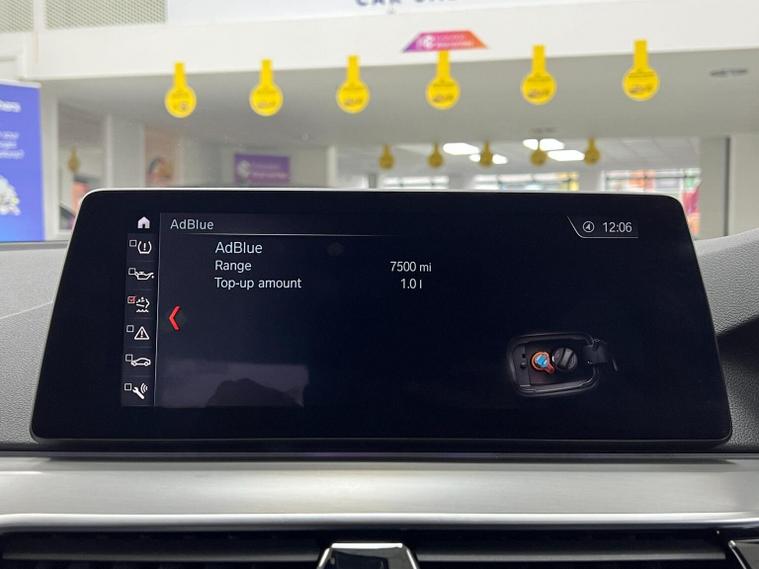 AdBlue
12:06
AdBlue
Range 7500 mi
Top-up amount 1.0 l